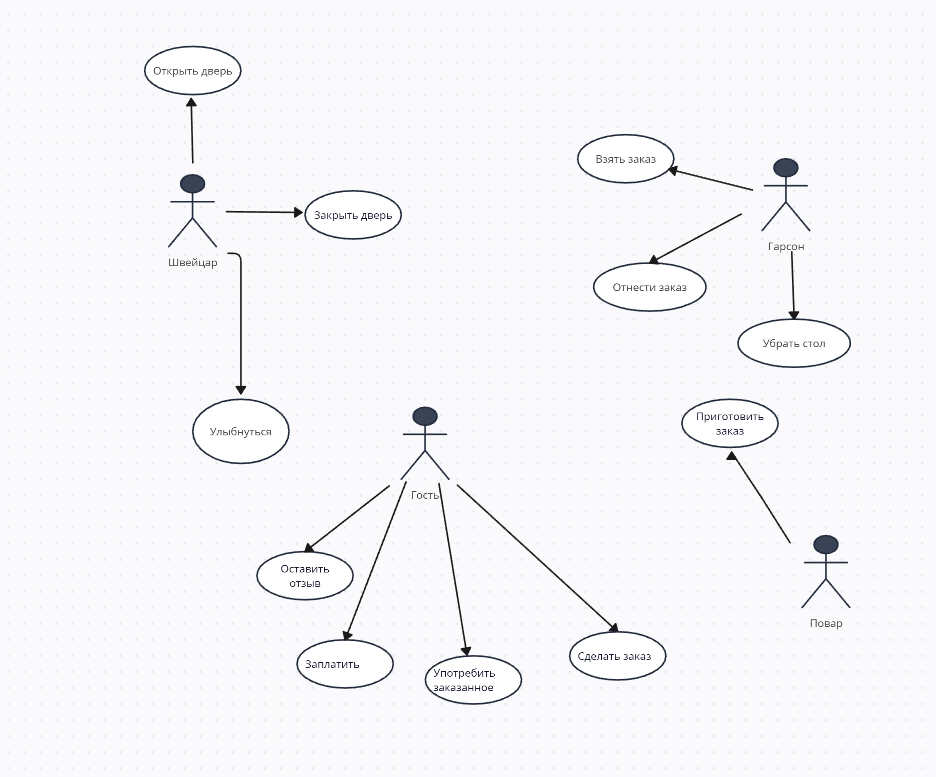 Открыть дверь
Взять заказ
Закрыть дверь
Гарсон
Швейцар
Отнести заказ
Убрать стол
Приготовить
заказ
Улыбнуться
Гость
Оставить
отзыв
Повар
Сделать заказ
Заплатить
Употребить
заказанное